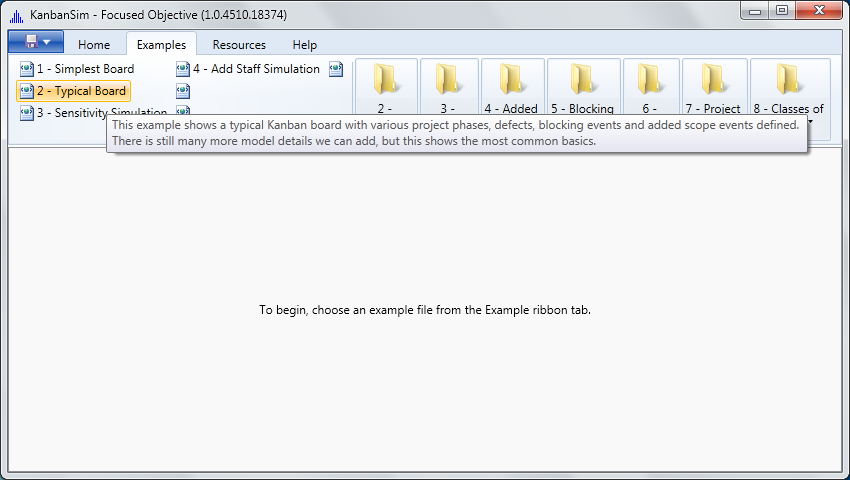 KanbanSim - Focused Objective (1.0.4510.18374)
Home Examples Resources Help
1 - Simplest Board 4 - Add Staff Simulation
2 - Typical Board
3 - Sensitivity Simulation
2 - 3 - 4 - Added 5 - Blocking 6 - 7 - Project 8 - Classes of
This example shows a typical Kanban board with various project phases, defects, blocking events and added scope events defined.
There is still many more model details we can add, but this shows the most common basics.
To begin, choose an example file from the Example ribbon tab.